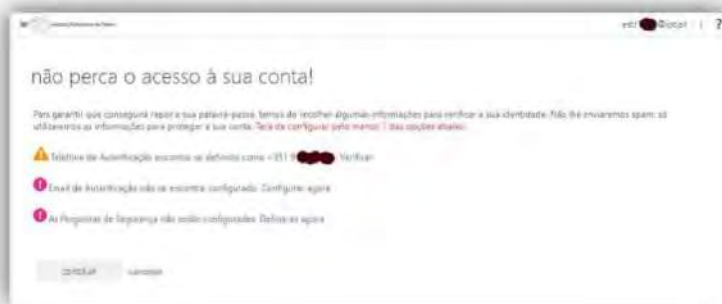 ?
não perca o acesso à sua conta!
Para garantir que conseguirá repor a sua palavra-passe, temos de recolher algumas informações para verificar a sua identidade. Não lhe enviaremos spam; só
utilizaremos as informações para proteger a sua conta. Terá de configurar pelo menos 1 das opções abaixo.
Telefone de Autenticação encontra-se definido como +351 9 Verificar
Email de Autenticação não se encontra configurado. Configurar agora
As Perguntas de Segurança não estão configuradas. Defina-as agora
concluir cancelar